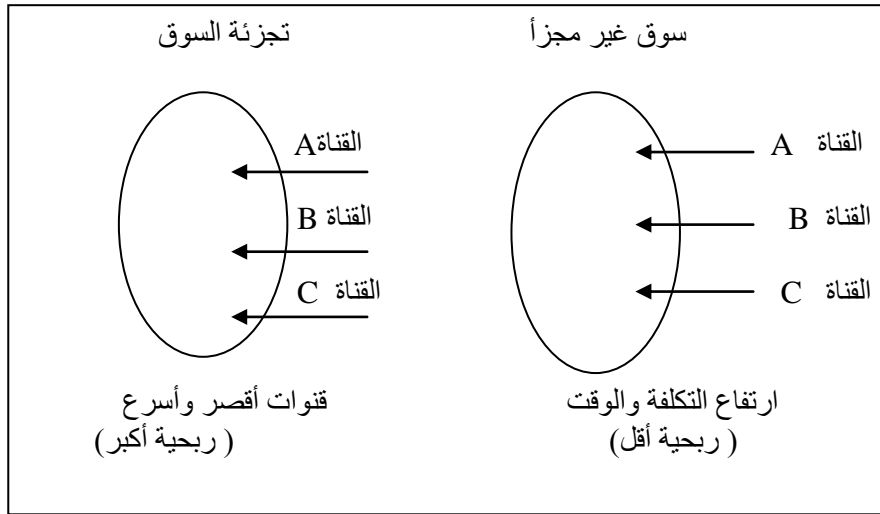 سوق غير مجزأ
القناة A
القناة B
القناة C
ارتفاع التكلفة والوقت
( ربحية أقل)
تجزئة السوق
القناةA
القناة B
القناة C
قنوات أقصر وأسرع
( ربحية أكبر)